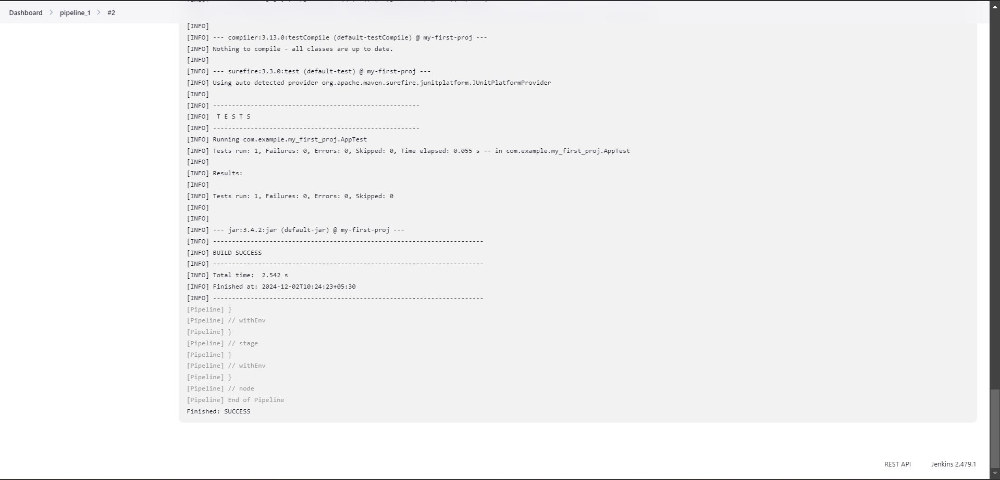 Dashboard > pipeline_1 > #2
[INFO]
[INFO] --- compiler:3.13.0:testCompile (default-testCompile) @ my-first-proj ---
[INFO] Nothing to compile - all classes are up to date.
[INFO]
[INFO] --- surefire:3.3.0:test (default-test) @ my-first-proj ---
[INFO] Using auto detected provider org.apache.maven.surefire.junitplatform.JUnitPlatformProvider
[INFO]
[INFO] -------------------------------------------------------
[INFO]  T E S T S
[INFO] -------------------------------------------------------
[INFO] Running com.example.my_first_proj.AppTest
[INFO] Tests run: 1, Failures: 0, Errors: 0, Skipped: 0, Time elapsed: 0.055 s -- in com.example.my_first_proj.AppTest
[INFO]
[INFO] Results:
[INFO]
[INFO] Tests run: 1, Failures: 0, Errors: 0, Skipped: 0
[INFO]
[INFO]
[INFO] --- jar:3.4.2:jar (default-jar) @ my-first-proj ---
[INFO] ------------------------------------------------------------------------
[INFO] BUILD SUCCESS
[INFO] ------------------------------------------------------------------------
[INFO] Total time:  2.542 s
[INFO] Finished at: 2024-12-02T10:24:23+05:30
[INFO] ------------------------------------------------------------------------
[Pipeline] }
[Pipeline] // withEnv
[Pipeline] }
[Pipeline] // stage
[Pipeline] }
[Pipeline] // withEnv
[Pipeline] }
[Pipeline] // node
[Pipeline] End of Pipeline
Finished: SUCCESS
REST API Jenkins 2.479.1